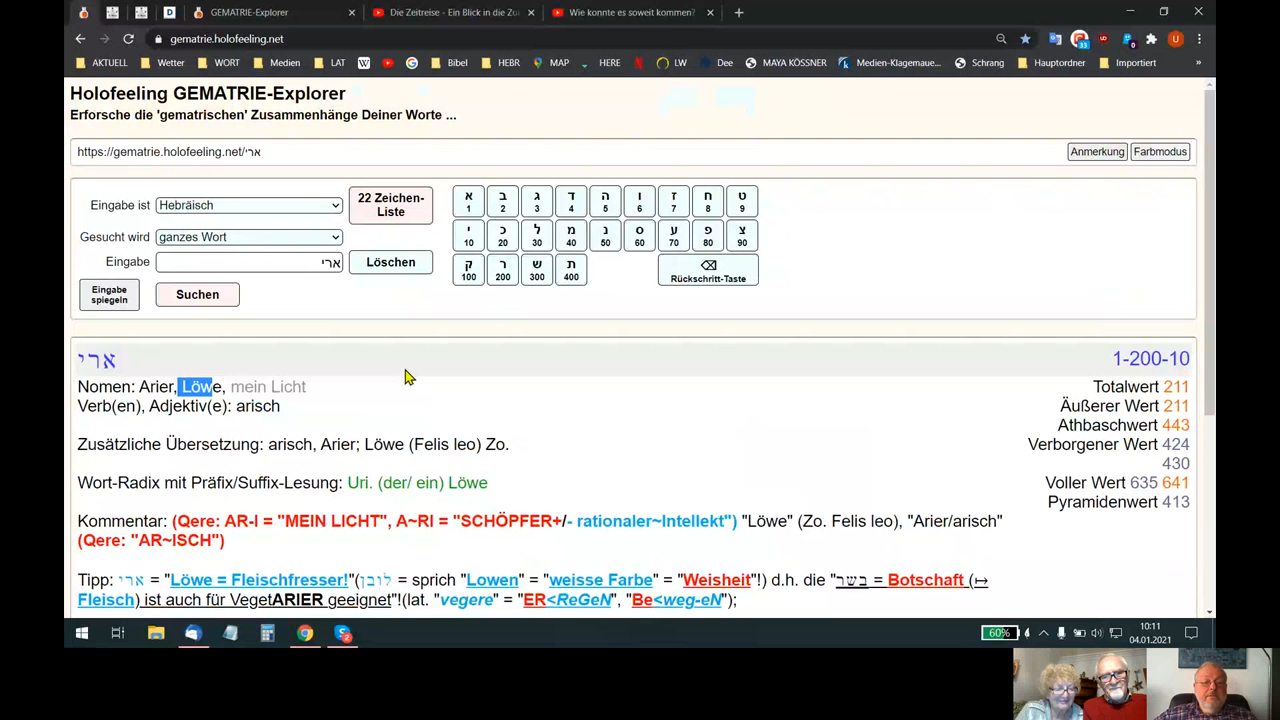 GEMATRIE-Explorer
Die Zeitreise - Ein Blick in die Zu
Wie konnte es soweit kommen?
gematrie.holofeeling.net
AKTUELL Wetter WORT Medien LAT Bibel HEBR MAP HERE LW Dee MAYA KÖSSNER Medien-Klagemaue... Schrang Hauptordner Importiert »
Holofeeling GEMATRIE-Explorer
Erforsche die 'gematrischen' Zusammenhänge Deiner Worte ...
https://gematrie.holofeeling.net/ארי
Anmerkung Farbmodus
Eingabe ist Hebräisch
22 Zeichen-Liste
Gesucht wird ganzes Wort
Eingabe ארי Löschen
Eingabe spiegeln Suchen
א ב ג ד ה ו ז ח ט
1 2 3 4 5 6 7 8 9
י כ ל מ נ ס ע פ צ
10 20 30 40 50 60 70 80 90
ק ר ש ת
100 200 300 400 Rückschritt-Taste
ארי 1-200-10
Nomen: Arier, Löwe, mein Licht
Verb(en), Adjektiv(e): arisch
Zusätzliche Übersetzung: arisch, Arier; Löwe (Felis leo) Zo.
Wort-Radix mit Präfix/Suffix-Lesung: Uri. (der/ ein) Löwe
Kommentar: (Qere: AR-I = "MEIN LICHT", A~RI = "SCHÖPFER+/- rationaler~Intellekt") "Löwe" (Zo. Felis leo), "Arier/arisch"
(Qere: "AR~ISCH")
Tipp: ארי = "Löwe = Fleischfresser!"(לובן = sprich "Lowen" = "weisse Farbe" = "Weisheit"!) d.h. die "בשר = Botschaft (↦
Fleisch) ist auch für VegetARIER geeignet"!(lat. "vegere" = "ER<ReGeN", "Be<weg-eN");
Totalwert 211
Äußerer Wert 211
Athbaschwert 443
Verborgener Wert 424
430
Voller Wert 635 641
Pyramidenwert 413
60%
10:11
04.01.2021